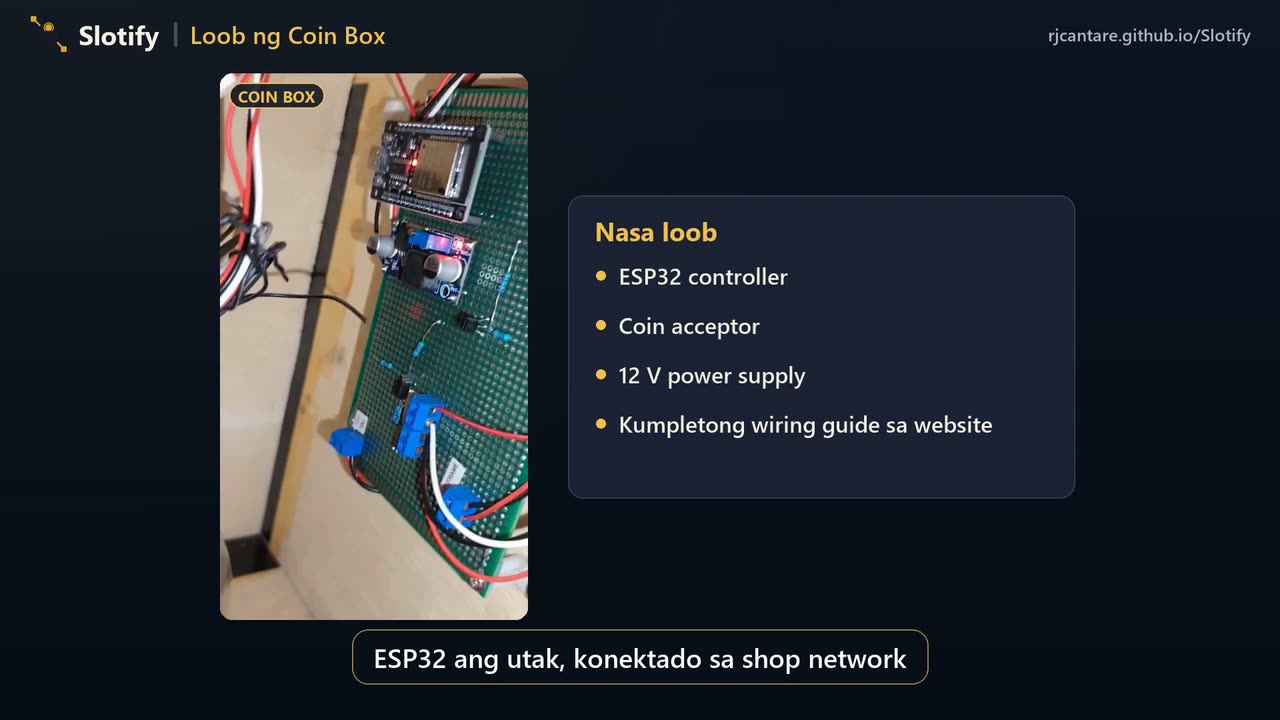 Slotify | Loob ng Coin Box
rjcantare.github.io/Slotify
COIN BOX
Nasa loob
ESP32 controller
Coin acceptor
12 V power supply
Kumpletong wiring guide sa website
ESP32 ang utak, konektado sa shop network